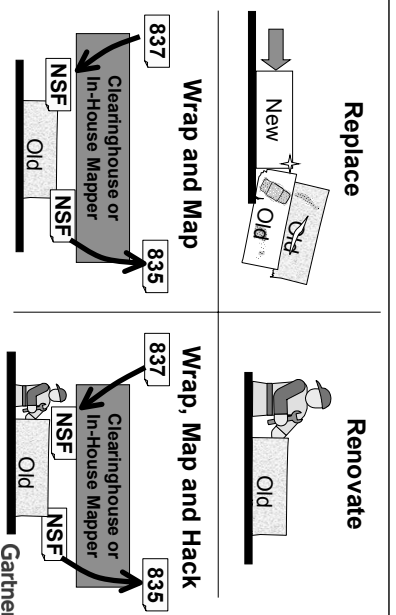 Replace
New
Old
Old
Renovate
Old
Wrap and Map
837
Clearinghouse or
In-House Mapper
835
NSF
NSF
Old
Wrap, Map and Hack
837
Clearinghouse or
In-House Mapper
835
NSF
NSF
Old
Gartner